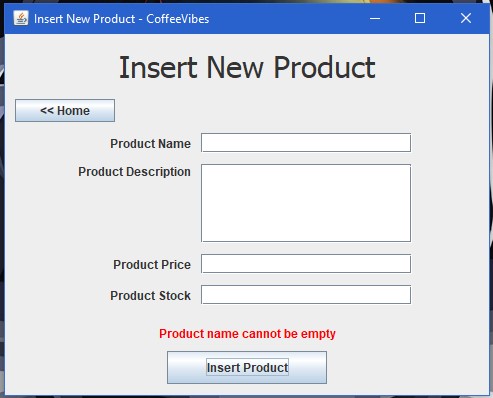 Insert New Product - CoffeeVibes
Insert New Product
<< Home
Product Name
Product Description
Product Price
Product Stock
Product name cannot be empty
Insert Product